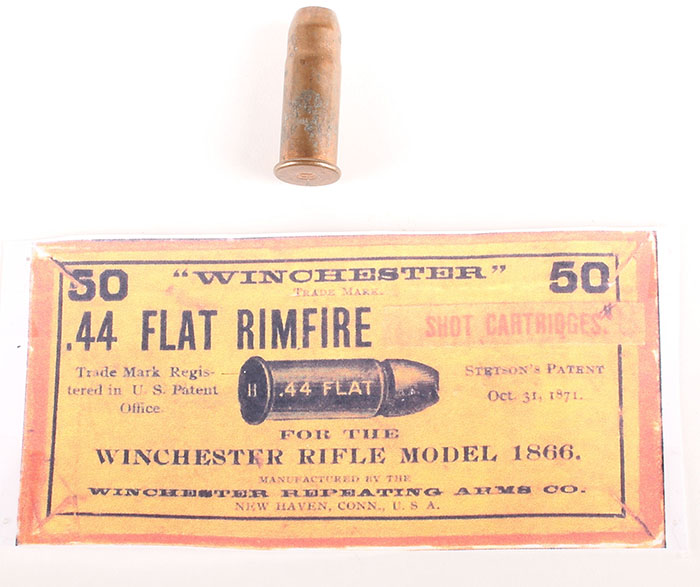 50 "WINCHESTER" 50
TRADE MARK.
.44 FLAT RIMFIRE SHOT CARTRIDGES.
Trade Mark Regis-
tered in U. S. Patent
Office.
H .44 FLAT
STETSON'S PATENT
Oct. 31, 1871.
FOR THE
WINCHESTER RIFLE MODEL 1866.
MANUFACTURED BY THE
WINCHESTER REPEATING ARMS CO.
NEW HAVEN, CONN., U. S. A.